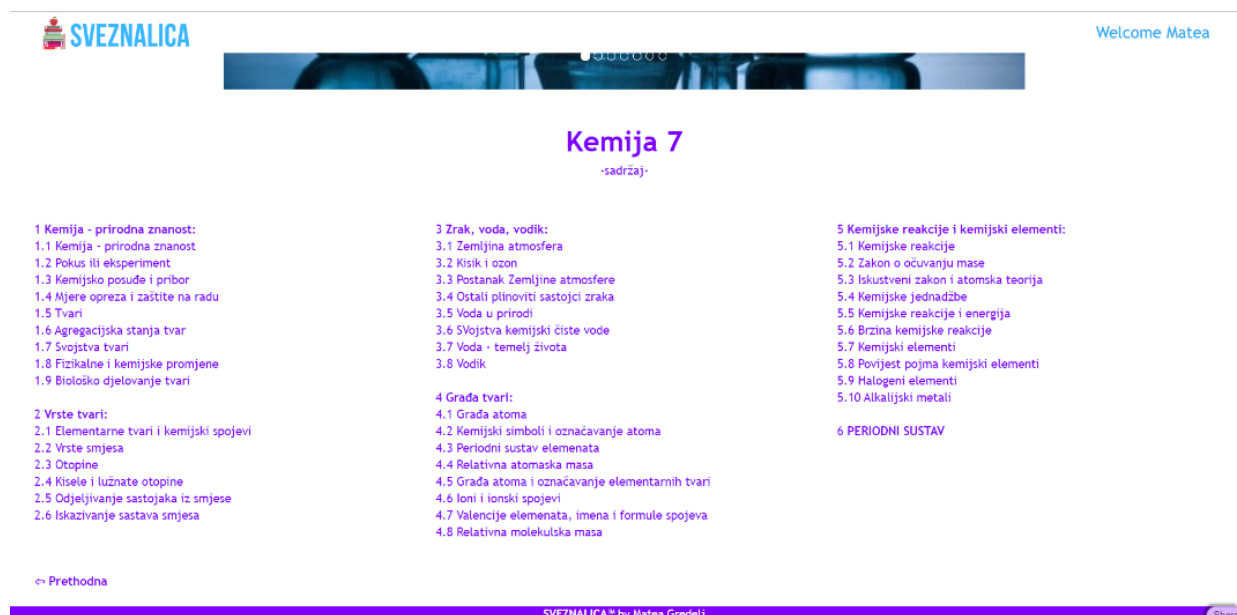 SVEZNALICA
Welcome Matea
Kemija 7
-sadržaj-
1 Kemija - prirodna znanost:
1.1 Kemija - prirodna znanost
1.2 Pokus ili eksperiment
1.3 Kemijsko posuđe i pribor
1.4 Mjere opreza i zaštite na radu
1.5 Tvari
1.6 Agregacijska stanja tvar
1.7 Svojstva tvari
1.8 Fizikalne i kemijske promjene
1.9 Biološko djelovanje tvari
2 Vrste tvari:
2.1 Elementarne tvari i kemijski spojevi
2.2 Vrste smjesa
2.3 Otopine
2.4 Kisele i lužnate otopine
2.5 Odjeljivanje sastojaka iz smjese
2.6 Iskazivanje sastava smjesa
3 Zrak, voda, vodik:
3.1 Zemljina atmosfera
3.2 Kisik i ozon
3.3 Postanak Zemljine atmosfere
3.4 Ostali plinoviti sastojci zraka
3.5 Voda u prirodi
3.6 SVojstva kemijski čiste vode
3.7 Voda - temelj života
3.8 Vodik
4 Građa tvari:
4.1 Građa atoma
4.2 Kemijski simboli i označavanje atoma
4.3 Periodni sustav elemenata
4.4 Relativna atomaska masa
4.5 Građa atoma i označavanje elementarnih tvari
4.6 Ioni i ionski spojevi
4.7 Valencije elemenata, imena i formule spojeva
4.8 Relativna molekulska masa
5 Kemijske reakcije i kemijski elementi:
5.1 Kemijske reakcije
5.2 Zakon o očuvanju mase
5.3 Iskustveni zakon i atomska teorija
5.4 Kemijske jednadžbe
5.5 Kemijske reakcije i energija
5.6 Brzina kemijske reakcije
5.7 Kemijski elementi
5.8 Povijest pojma kemijski elementi
5.9 Halogeni elementi
5.10 Alkalijski metali
6 PERIODNI SUSTAV
⇦ Prethodna
SVEZNALICA™ by Matea Gredelj